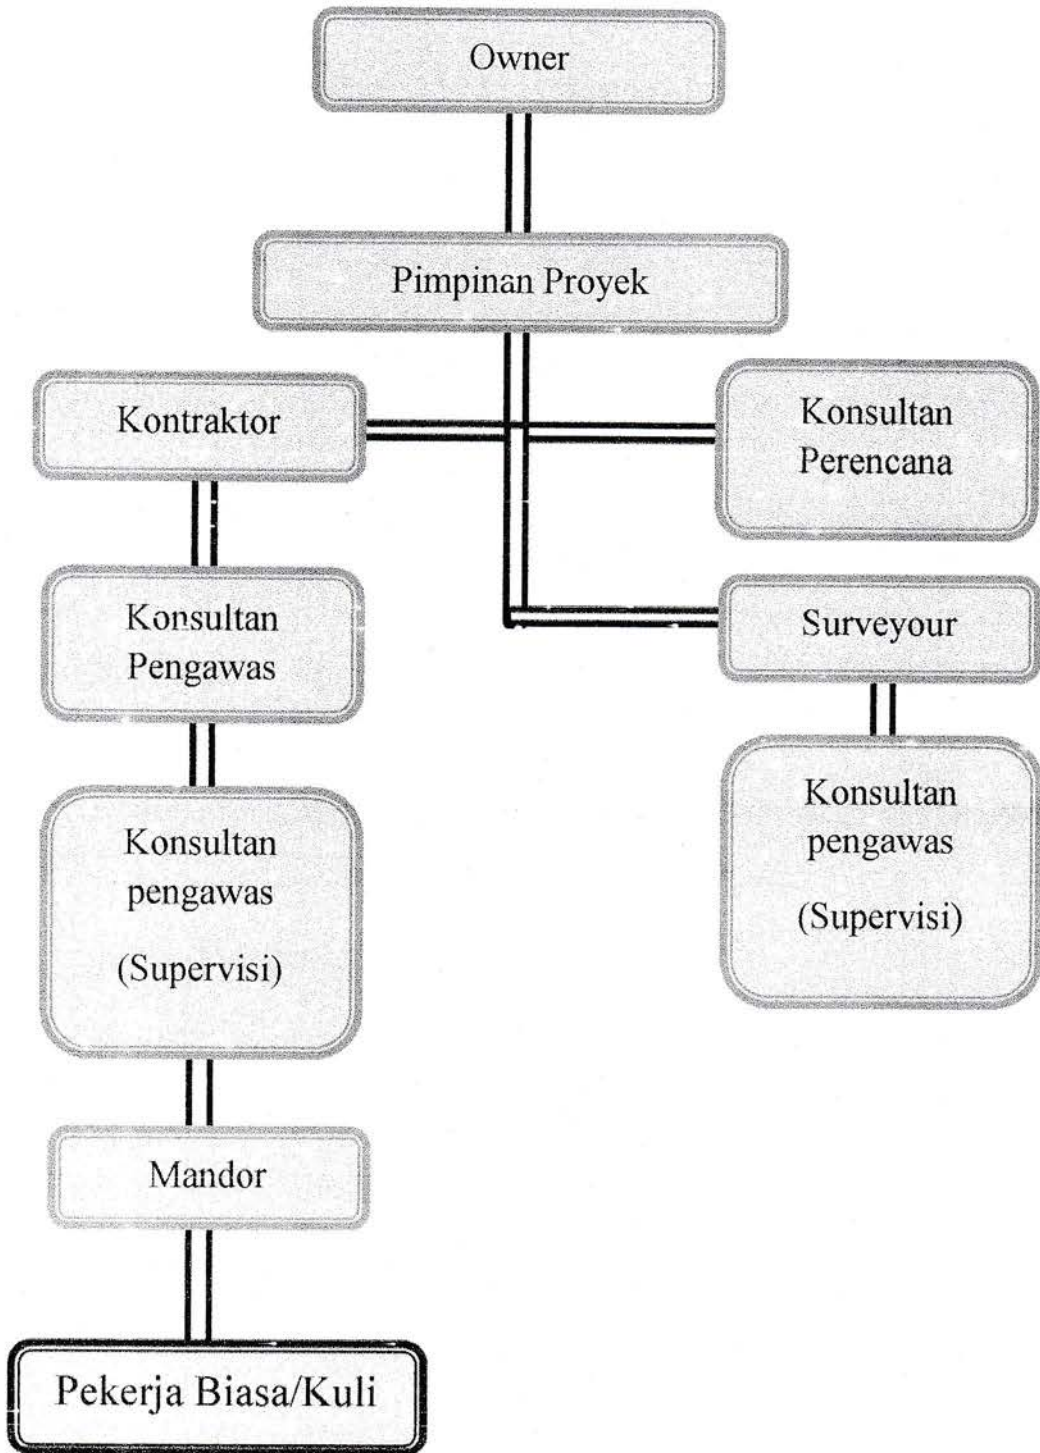 Owner
Pimpinan Proyek
Kontraktor
Konsultan
Perencana
Konsultan
Pengawas
Surveyour
Konsultan
pengawas
(Supervisi)
Konsultan
pengawas
(Supervisi)
Mandor
Pekerja Biasa/Kuli